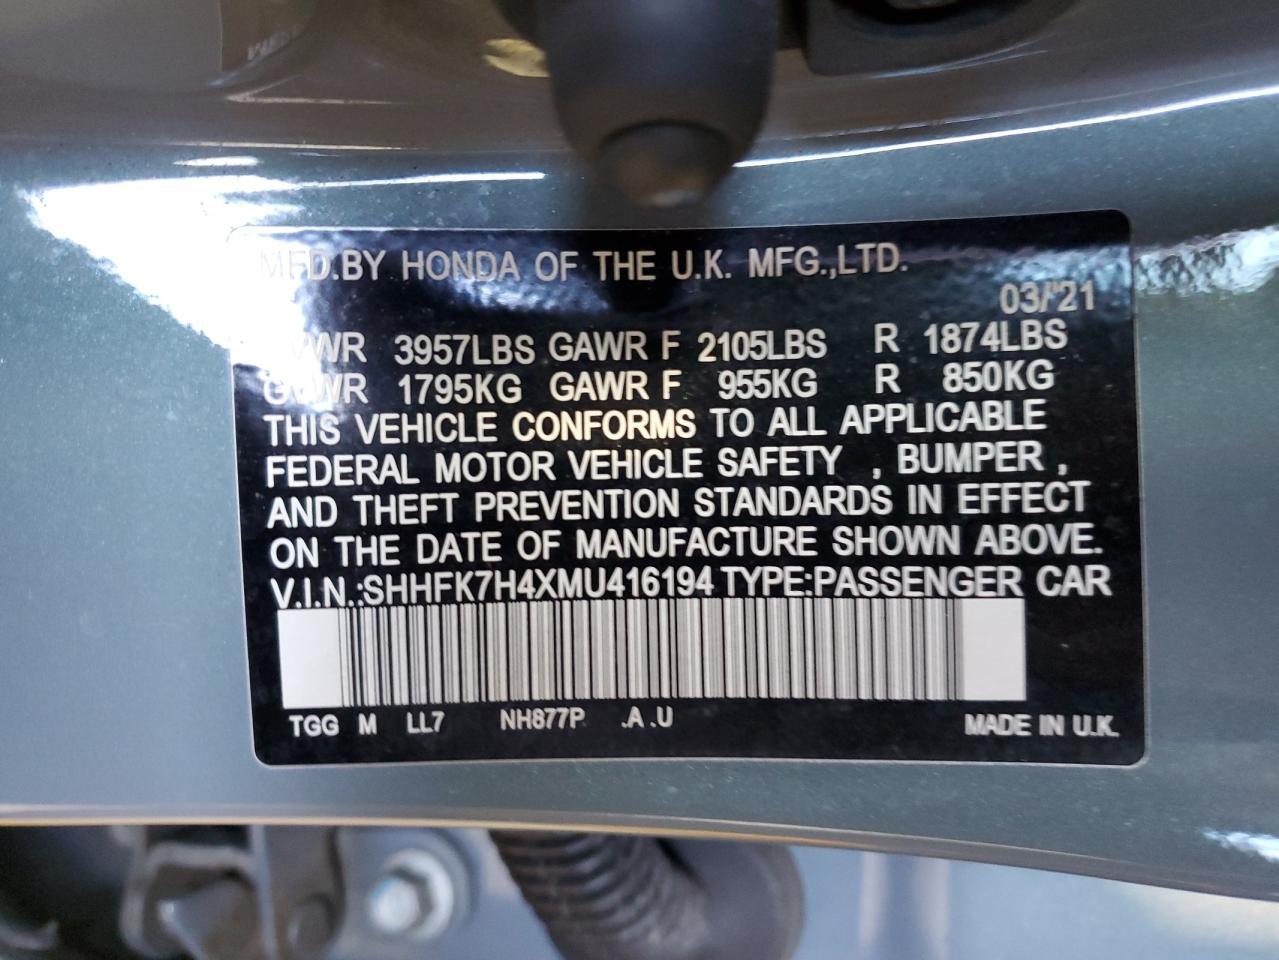 MFD.BY HONDA OF THE U.K. MFG.,LTD.
03/'21
GVWR 3957LBS GAWR F 2105LBS R 1874LBS
GVWR 1795KG GAWR F 955KG R 850KG
THIS VEHICLE CONFORMS TO ALL APPLICABLE
FEDERAL MOTOR VEHICLE SAFETY , BUMPER ,
AND THEFT PREVENTION STANDARDS IN EFFECT
ON THE DATE OF MANUFACTURE SHOWN ABOVE.
V.I.N.:SHHFK7H4XMU416194 TYPE:PASSENGER CAR
TGG M LL7 NH877P .A .U MADE IN U.K.